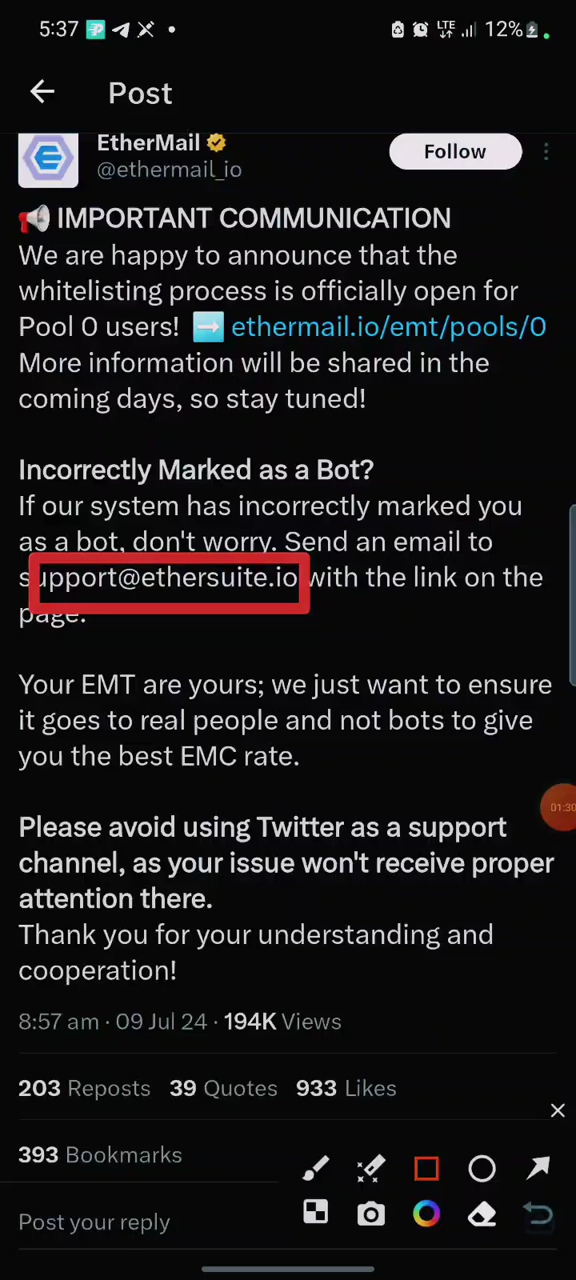 5:37
LTE
12%
Post
EtherMail
Follow
@ethermail_io
IMPORTANT COMMUNICATION
We are happy to announce that the
whitelisting process is officially open for
Pool 0 users! ➡️ ethermail.io/emt/pools/0
More information will be shared in the
coming days, so stay tuned!
Incorrectly Marked as a Bot?
If our system has incorrectly marked you
as a bot, don't worry. Send an email to
support@ethersuite.io with the link on the
page.
Your EMT are yours; we just want to ensure
it goes to real people and not bots to give
you the best EMC rate.
01:30
Please avoid using Twitter as a support
channel, as your issue won't receive proper
attention there.
Thank you for your understanding and
cooperation!
8:57 am · 09 Jul 24 · 194K Views
203 Reposts 39 Quotes 933 Likes
393 Bookmarks
Post your reply